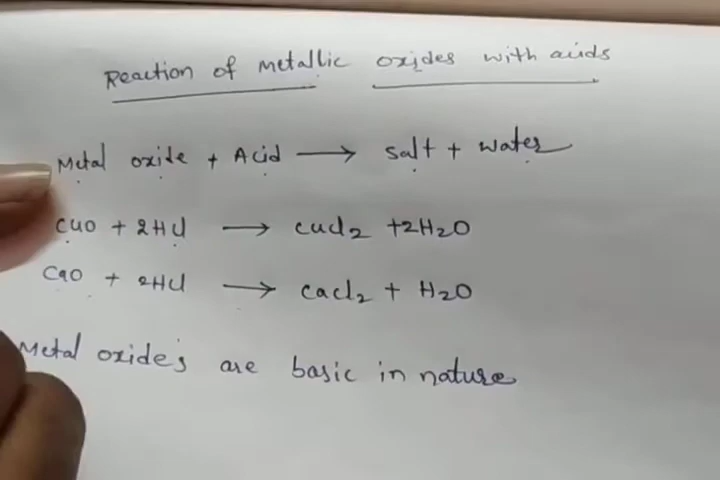 Reaction of metallic oxides with acids
Metal oxide + Acid → salt + water
CuO + 2HCl → CuCl2 + 2H2O
CaO + 2HCl → CaCl2 + H2O
Metal oxide's are basic in nature